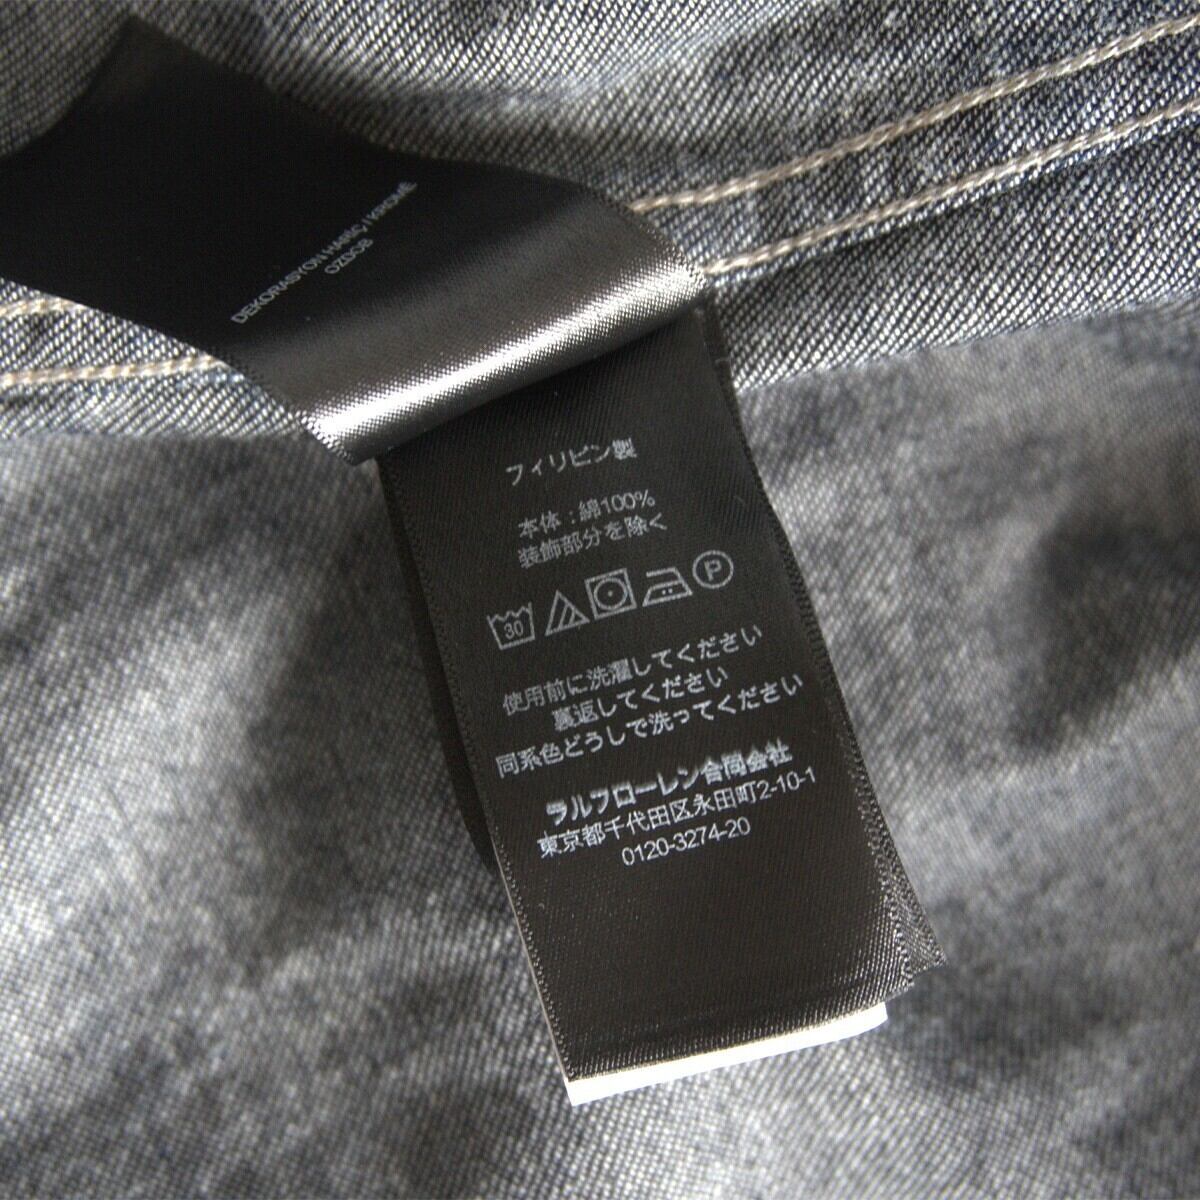 DEKORASYON HARİÇ / KROME
OZDC8
フィリピン製
本体 : 綿100%
装飾部分を除く
30
P
使用前に洗濯してください
裏返してください
同系色どうしで洗ってください
ラルフローレン合同会社
東京都千代田区永田町2-10-1
0120-3274-20